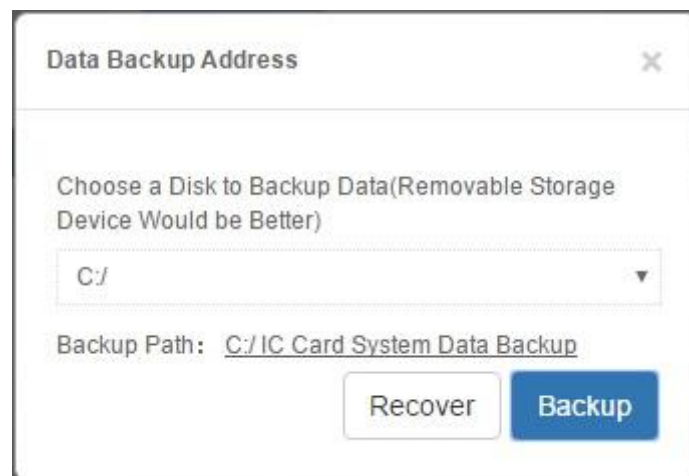 Data Backup Address ×
Choose a Disk to Backup Data(Removable Storage
Device Would be Better)
C:/ ▼
Backup Path： C:/ IC Card System Data Backup
Recover Backup